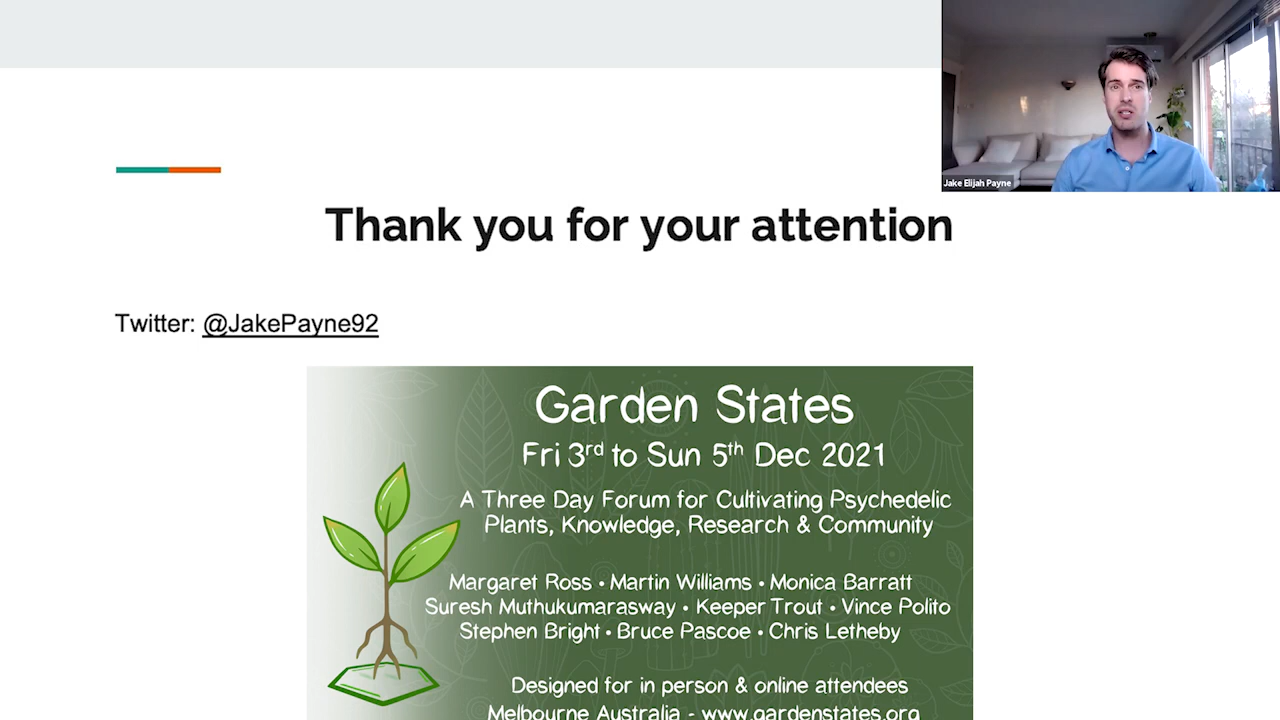 Jake Elijah Payne
Thank you for your attention
Twitter: @JakePayne92
Garden States
Fri 3rd to Sun 5th Dec 2021
A Three Day Forum for Cultivating Psychedelic
Plants, Knowledge, Research & Community
Margaret Ross • Martin Williams • Monica Barratt
Suresh Muthukumarasway • Keeper Trout • Vince Polito
Stephen Bright • Bruce Pascoe • Chris Letheby
Designed for in person & online attendees
Melbourne Australia - www.gardenstates.org